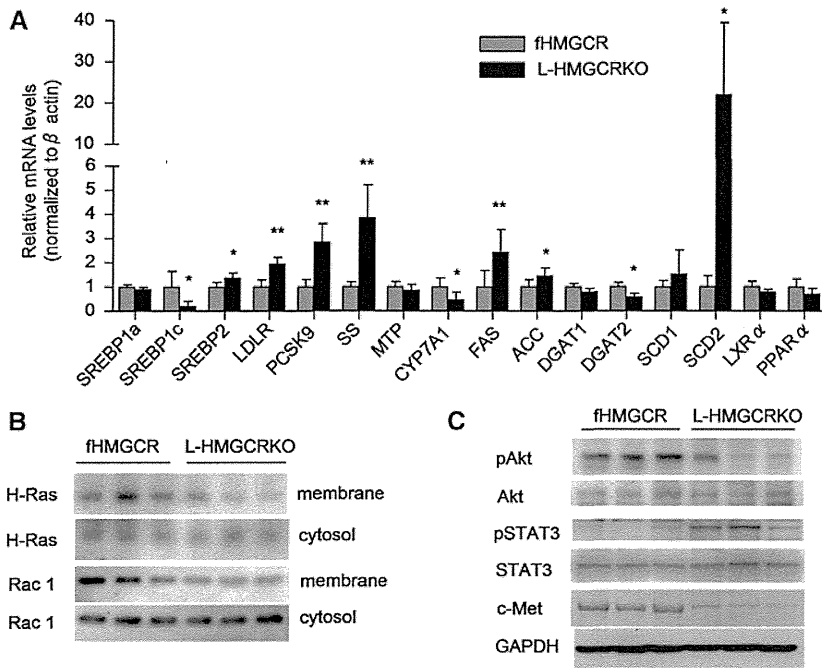 A
Relative mRNA levels
(normalized to β actin)
40
30
20
10
6
5
4
3
2
1
0
fHMGCR
L-HMGCRKO
* * ** ** ** * ** * * *
SREBP1a SREBP1c SREBP2 LDLR PCSK9 SS MTP CYP7A1 FAS ACC DGAT1 DGAT2 SCD1 SCD2 LXRα PPARα
B
fHMGCR L-HMGCRKO
H-Ras membrane
H-Ras cytosol
Rac 1 membrane
Rac 1 cytosol
C
fHMGCR L-HMGCRKO
pAkt
Akt
pSTAT3
STAT3
c-Met
GAPDH